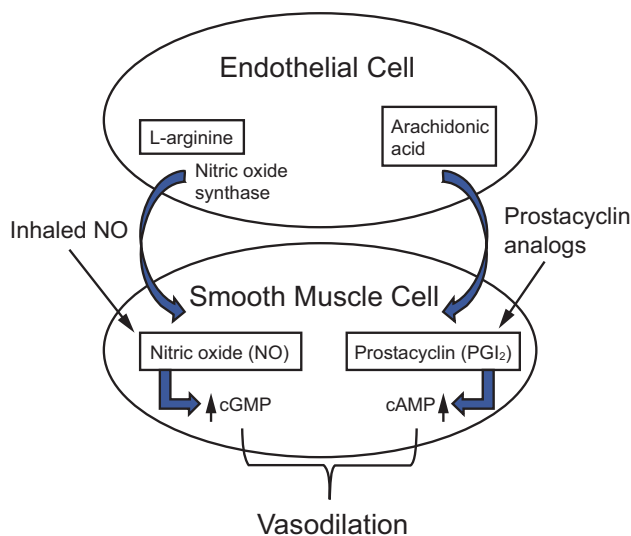 Endothelial Cell
L-arginine
Arachidonic
acid
Nitric oxide
synthase
Inhaled NO
Prostacyclin
analogs
Smooth Muscle Cell
Nitric oxide (NO)
Prostacyclin (PGI₂)
cGMP
cAMP
Vasodilation